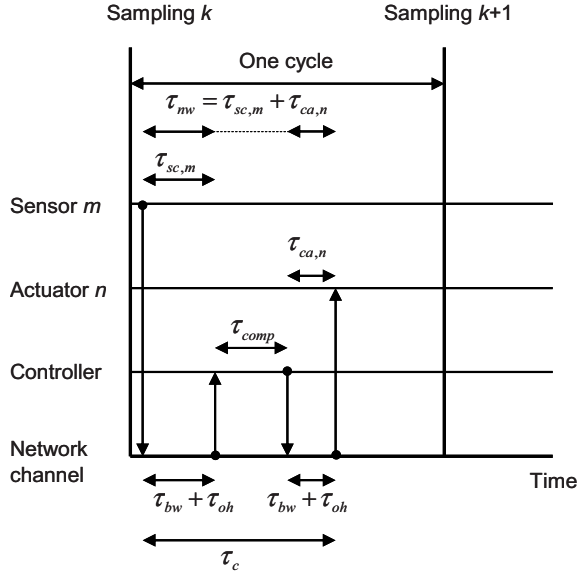 Sampling k
Sampling k+1
One cycle
τnw = τsc,m + τca,n
τsc,m
Sensor m
τca,n
Actuator n
τcomp
Controller
Network
channel
Time
τbw + τoh
τbw + τoh
τc